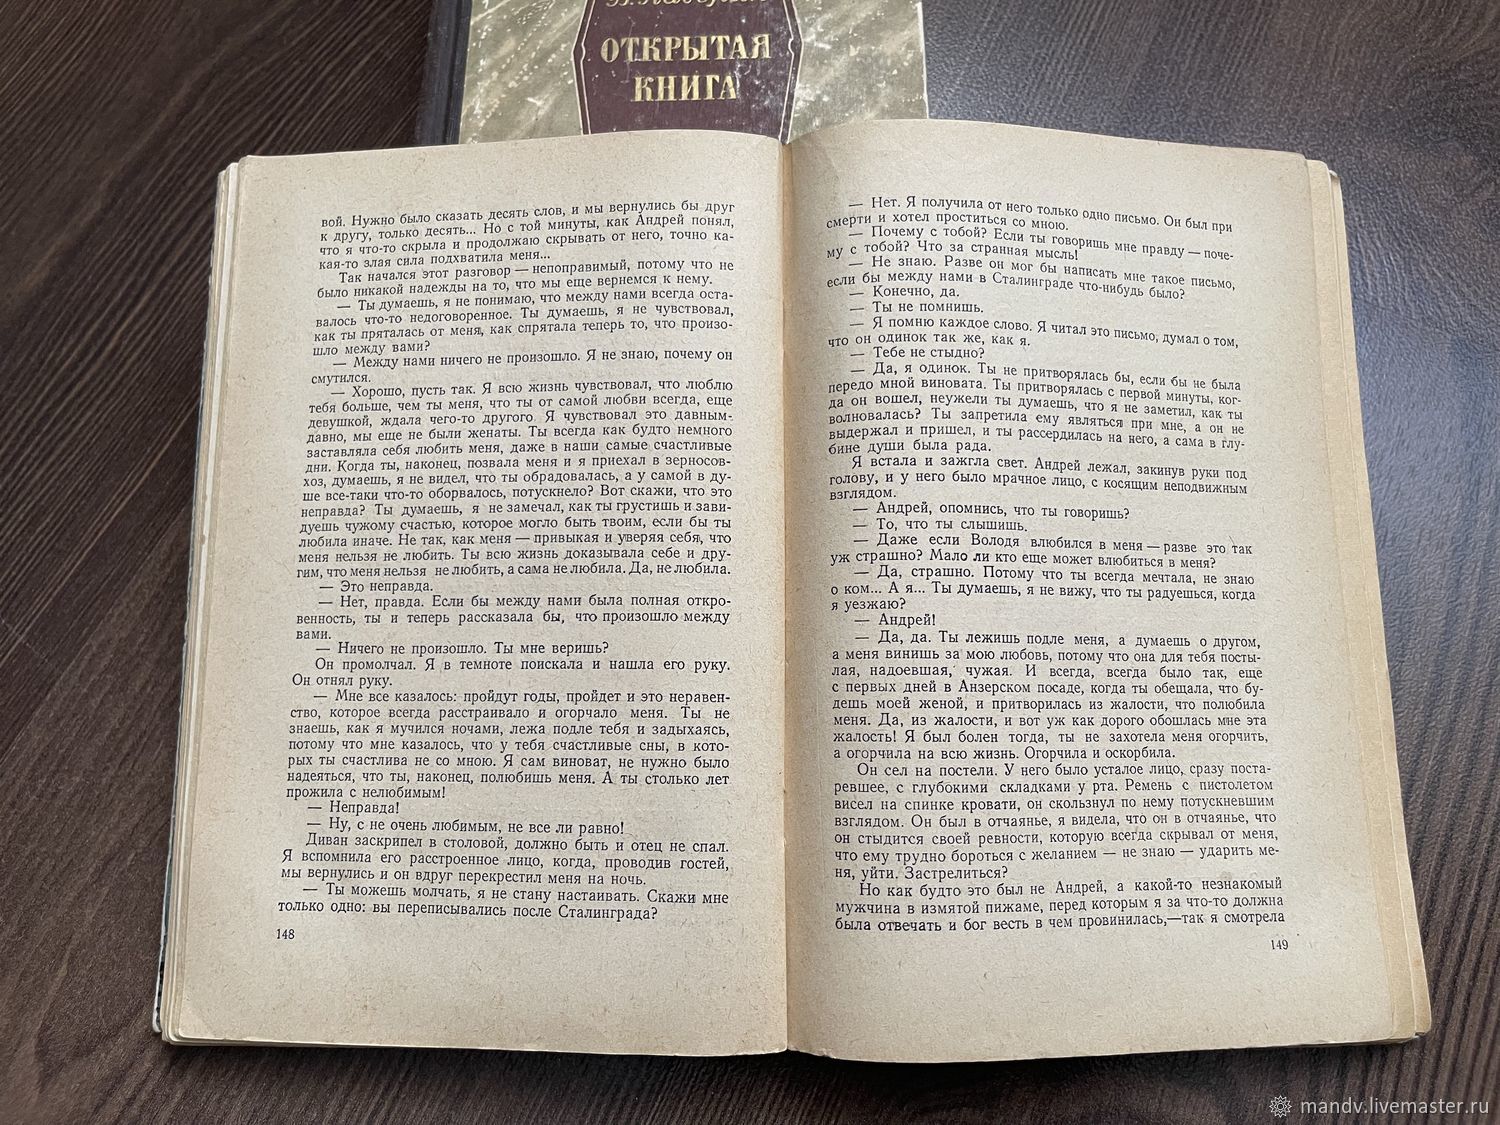 ОТКРЫТАЯ
КНИГА
вой. Нужно было сказать десять слов, и мы вернулись бы друг
к другу, только десять... Но с той минуты, как Андрей понял,
что я что-то скрыла и продолжаю скрывать от него, точно ка-
кая-то злая сила подхватила меня...
Так начался этот разговор — непоправимый, потому что не
было никакой надежды на то, что мы еще вернемся к нему.
— Ты думаешь, я не понимаю, что между нами всегда оста-
валось что-то недоговоренное. Ты думаешь, я не чувствовал,
как ты пряталась от меня, как спрятала теперь то, что произо-
шло между вами?
— Между нами ничего не произошло. Я не знаю, почему он
смутился.
— Хорошо, пусть так. Я всю жизнь чувствовал, что люблю
тебя больше, чем ты меня, что ты от самой любви всегда, еще
девушкой, ждала чего-то другого. Я чувствовал это давным-
давно, мы еще не были женаты. Ты всегда как будто немного
заставляла себя любить меня, даже в наши самые счастливые
дни. Когда ты, наконец, позвала меня и я приехал в зерносов-
хоз, думаешь, я не видел, что ты обрадовалась, а у самой в ду-
ше все-таки что-то оборвалось, потускнело? Вот скажи, что это
неправда? Ты думаешь, я не замечал, как ты грустишь и зави-
дуешь чужому счастью, которое могло быть твоим, если бы ты
любила иначе. Не так, как меня — привыкая и уверяя себя, что
меня нельзя не любить. Ты всю жизнь доказывала себе и дру-
гим, что меня нельзя не любить, а сама не любила. Да, не любила.
— Это неправда.
— Нет, правда. Если бы между нами была полная откро-
венность, ты и теперь рассказала бы, что произошло между
вами.
— Ничего не произошло. Ты мне веришь?
Он промолчал. Я в темноте поискала и нашла его руку.
Он отнял руку.
— Мне все казалось: пройдут годы, пройдет и это неравен-
ство, которое всегда расстраивало и огорчало меня. Ты не
знаешь, как я мучился ночами, лежа подле тебя и задыхаясь,
потому что мне казалось, что у тебя счастливые сны, в кото-
рых ты счастлива не со мною. Я сам виноват, не нужно было
надеяться, что ты, наконец, полюбишь меня. А ты столько лет
прожила с нелюбимым!
— Неправда!
— Ну, с не очень любимым, не все ли равно!
Диван заскрипел в столовой, должно быть и отец не спал.
Я вспомнила его расстроенное лицо, когда, проводив гостей,
мы вернулись и он вдруг перекрестил меня на ночь.
— Ты можешь молчать, я не стану настаивать. Скажи мне
только одно: вы переписывались после Сталинграда?
148
— Нет. Я получила от него только одно письмо. Он был при
смерти и хотел проститься со мною.
— Почему с тобой? Если ты говоришь мне правду — поче-
му с тобой? Что за странная мысль!
— Не знаю. Разве он мог бы написать мне такое письмо,
если бы между нами в Сталинграде что-нибудь было?
— Конечно, да.
— Ты не помнишь.
— Я помню каждое слово. Я читал это письмо, думал о том,
что он одинок так же, как я.
— Тебе не стыдно?
— Да, я одинок. Ты не притворялась бы, если бы не была
передо мной виновата. Ты притворялась с первой минуты, ког-
да он вошел, неужели ты думаешь, что я не заметил, как ты
волновалась? Ты запретила ему являться при мне, а он не
выдержал и пришел, и ты рассердилась на него, а сама в глу-
бине души была рада.
Я встала и зажгла свет. Андрей лежал, закинув руки под
голову, и у него было мрачное лицо, с косящим неподвижным
взглядом.
— Андрей, опомнись, что ты говоришь?
— То, что ты слышишь.
— Даже если Володя влюбился в меня — разве это так
уж страшно? Мало ли кто еще может влюбиться в меня?
— Да, страшно. Потому что ты всегда мечтала, не знаю
о ком... А я... Ты думаешь, я не вижу, что ты радуешься, когда
я уезжаю?
— Андрей!
— Да, да. Ты лежишь подле меня, а думаешь о другом,
а меня винишь за мою любовь, потому что она для тебя посты-
лая, надоевшая, чужая. И всегда, всегда было так, еще
с первых дней в Анзерском посаде, когда ты обещала, что бу-
дешь моей женой, и притворилась из жалости, что полюбила
меня. Да, из жалости, и вот уж как дорого обошлась мне эта
жалость! Я был болен тогда, ты не захотела меня огорчить,
а огорчила на всю жизнь. Огорчила и оскорбила.
Он сел на постели. У него было усталое лицо, сразу поста-
ревшее, с глубокими складками у рта. Ремень с пистолетом
висел на спинке кровати, он скользнул по нему потускневшим
взглядом. Он был в отчаянье, я видела, что он в отчаянье, что
он стыдится своей ревности, которую всегда скрывал от меня,
что ему трудно бороться с желанием — не знаю — ударить ме-
ня, уйти. Застрелиться?
Но как будто это был не Андрей, а какой-то незнакомый
мужчина в измятой пижаме, перед которым я за что-то должна
была отвечать и бог весть в чем провинилась,—так я смотрела
149
mandv.livemaster.ru